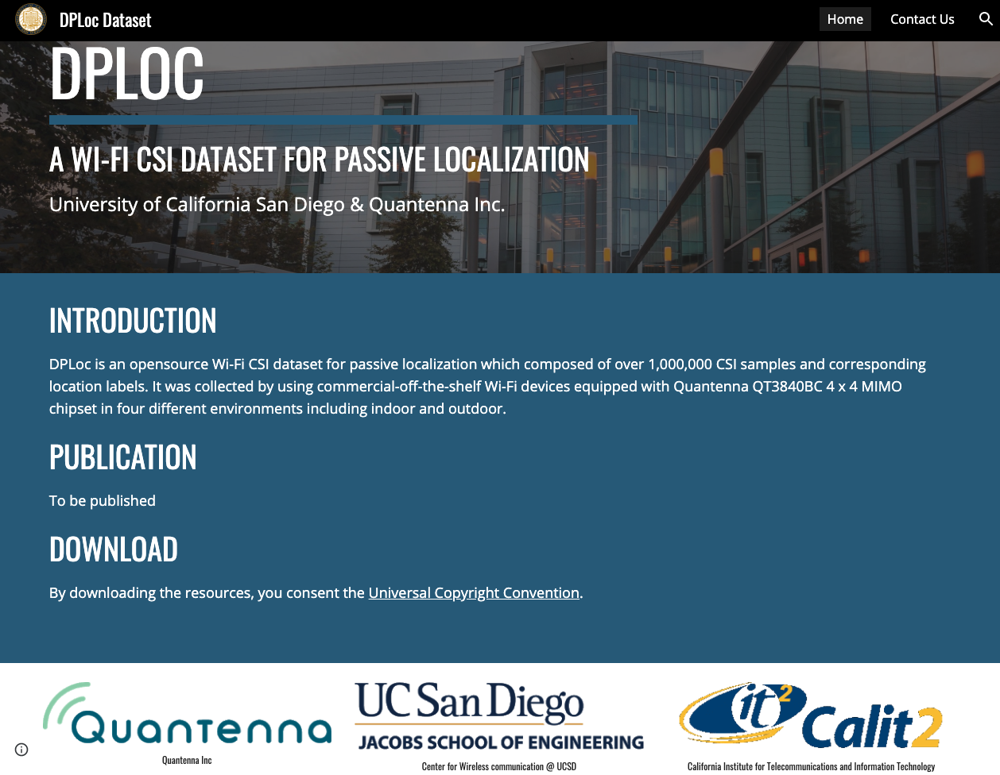 DPLoc Dataset
Home
Contact Us
DPLOC
A WI-FI CSI DATASET FOR PASSIVE LOCALIZATION
University of California San Diego & Quantenna Inc.
INTRODUCTION
DPLoc is an opensource Wi-Fi CSI dataset for passive localization which composed of over 1,000,000 CSI samples and corresponding
location labels. It was collected by using commercial-off-the-shelf Wi-Fi devices equipped with Quantenna QT3840BC 4 x 4 MIMO
chipset in four different environments including indoor and outdoor.
PUBLICATION
To be published
DOWNLOAD
By downloading the resources, you consent the Universal Copyright Convention.
Quantenna
Quantenna Inc
UC San Diego
JACOBS SCHOOL OF ENGINEERING
Center for Wireless communication @ UCSD
it2 Calit2
California Institute for Telecommunications and Information Technology